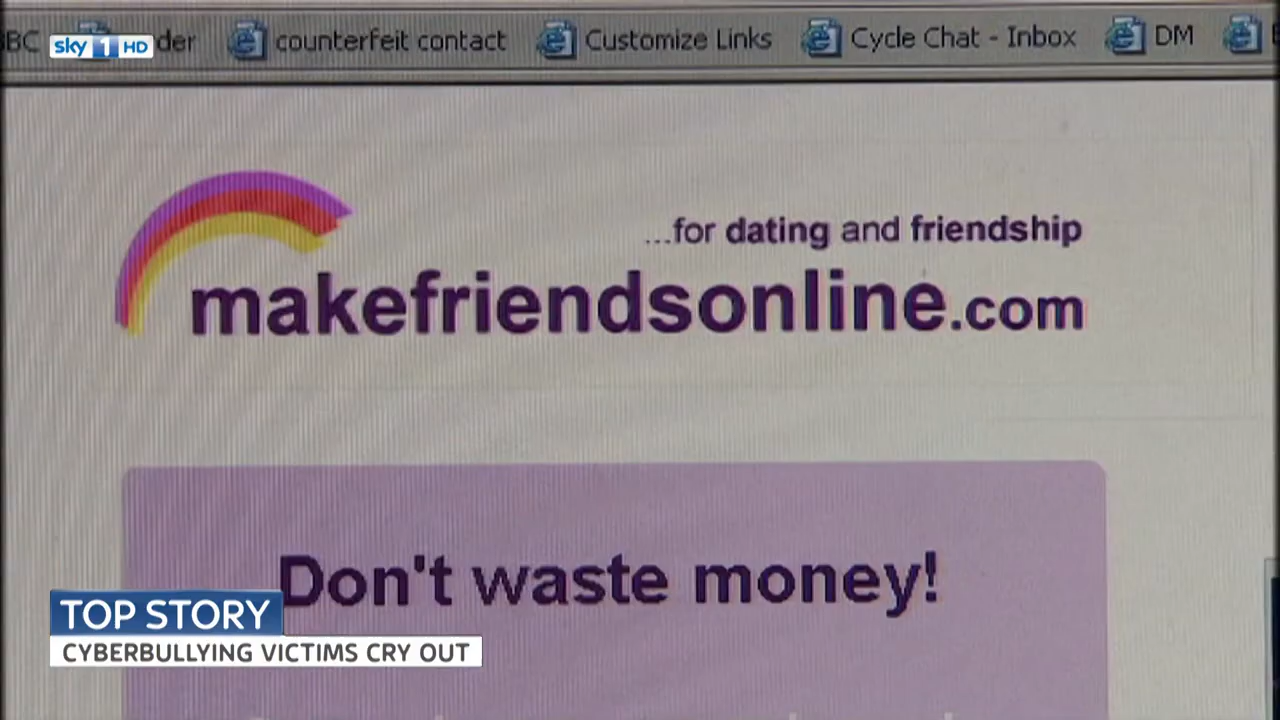 BC
der
counterfeit contact
Customize Links
Cycle Chat - Inbox
DM
sky 1 HD
...for dating and friendship
makefriendsonline.com
Don't waste money!
TOP STORY
CYBERBULLYING VICTIMS CRY OUT